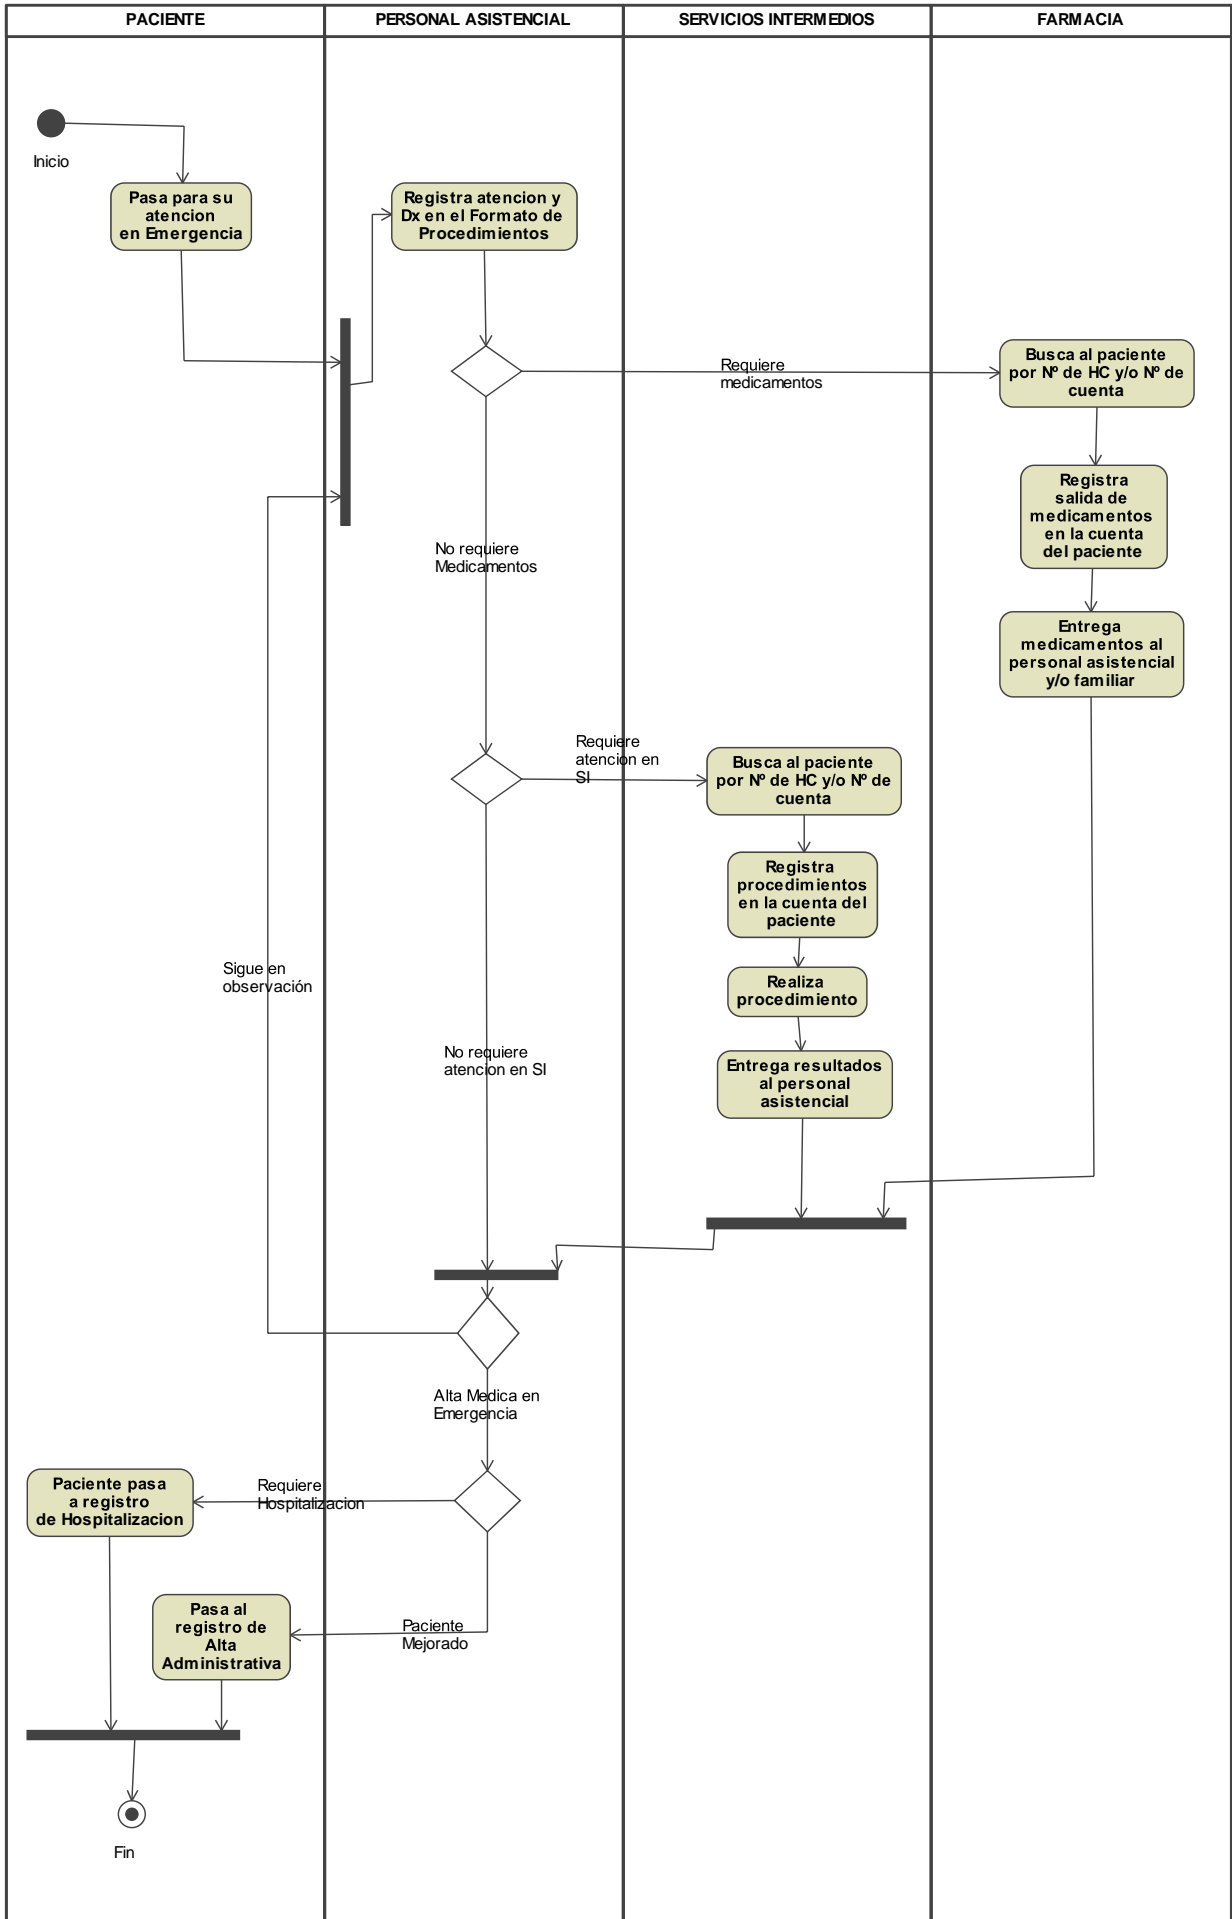 PACIENTE
PERSONAL ASISTENCIAL
SERVICIOS INTERMEDIOS
FARMACIA
Inicio
Pasa para su
atencion
en Emergencia
Registra atencion y
Dx en el Formato de
Procedimientos
Requiere
medicamentos
Busca al paciente
por Nº de HC y/o Nº de
cuenta
Registra
salida de
medicamentos
en la cuenta
del paciente
No requiere
Medicamentos
Entrega
medicamentos al
personal asistencial
y/o familiar
Requiere
atencion en
SI
Busca al paciente
por Nº de HC y/o Nº de
cuenta
Registra
procedimientos
en la cuenta del
paciente
Sigue en
observación
Realiza
procedimiento
No requiere
atencion en SI
Entrega resultados
al personal
asistencial
Alta Medica en
Emergencia
Paciente pasa
a registro
de Hospitalizacion
Requiere
Hospitalizacion
Pasa al
registro de
Alta
Administrativa
Paciente
Mejorado
Fin